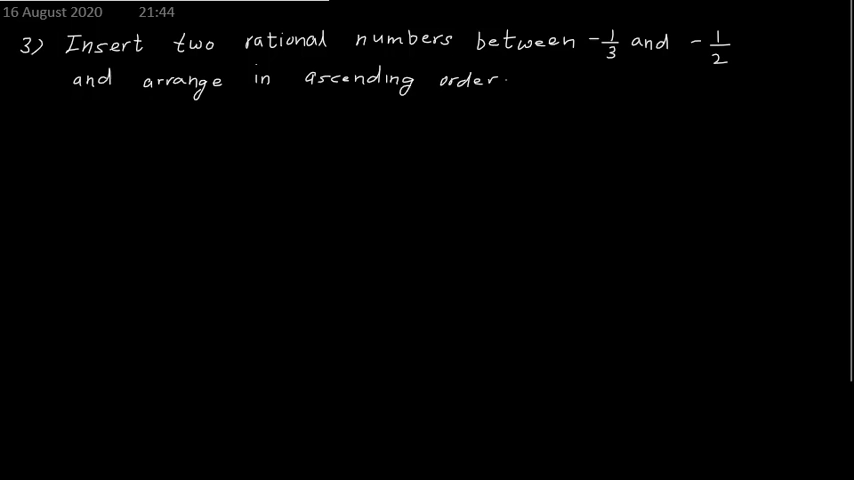 16 August 2020 21:44
3) Insert two rational numbers between -1/3 and -1/2
and arrange in ascending order.